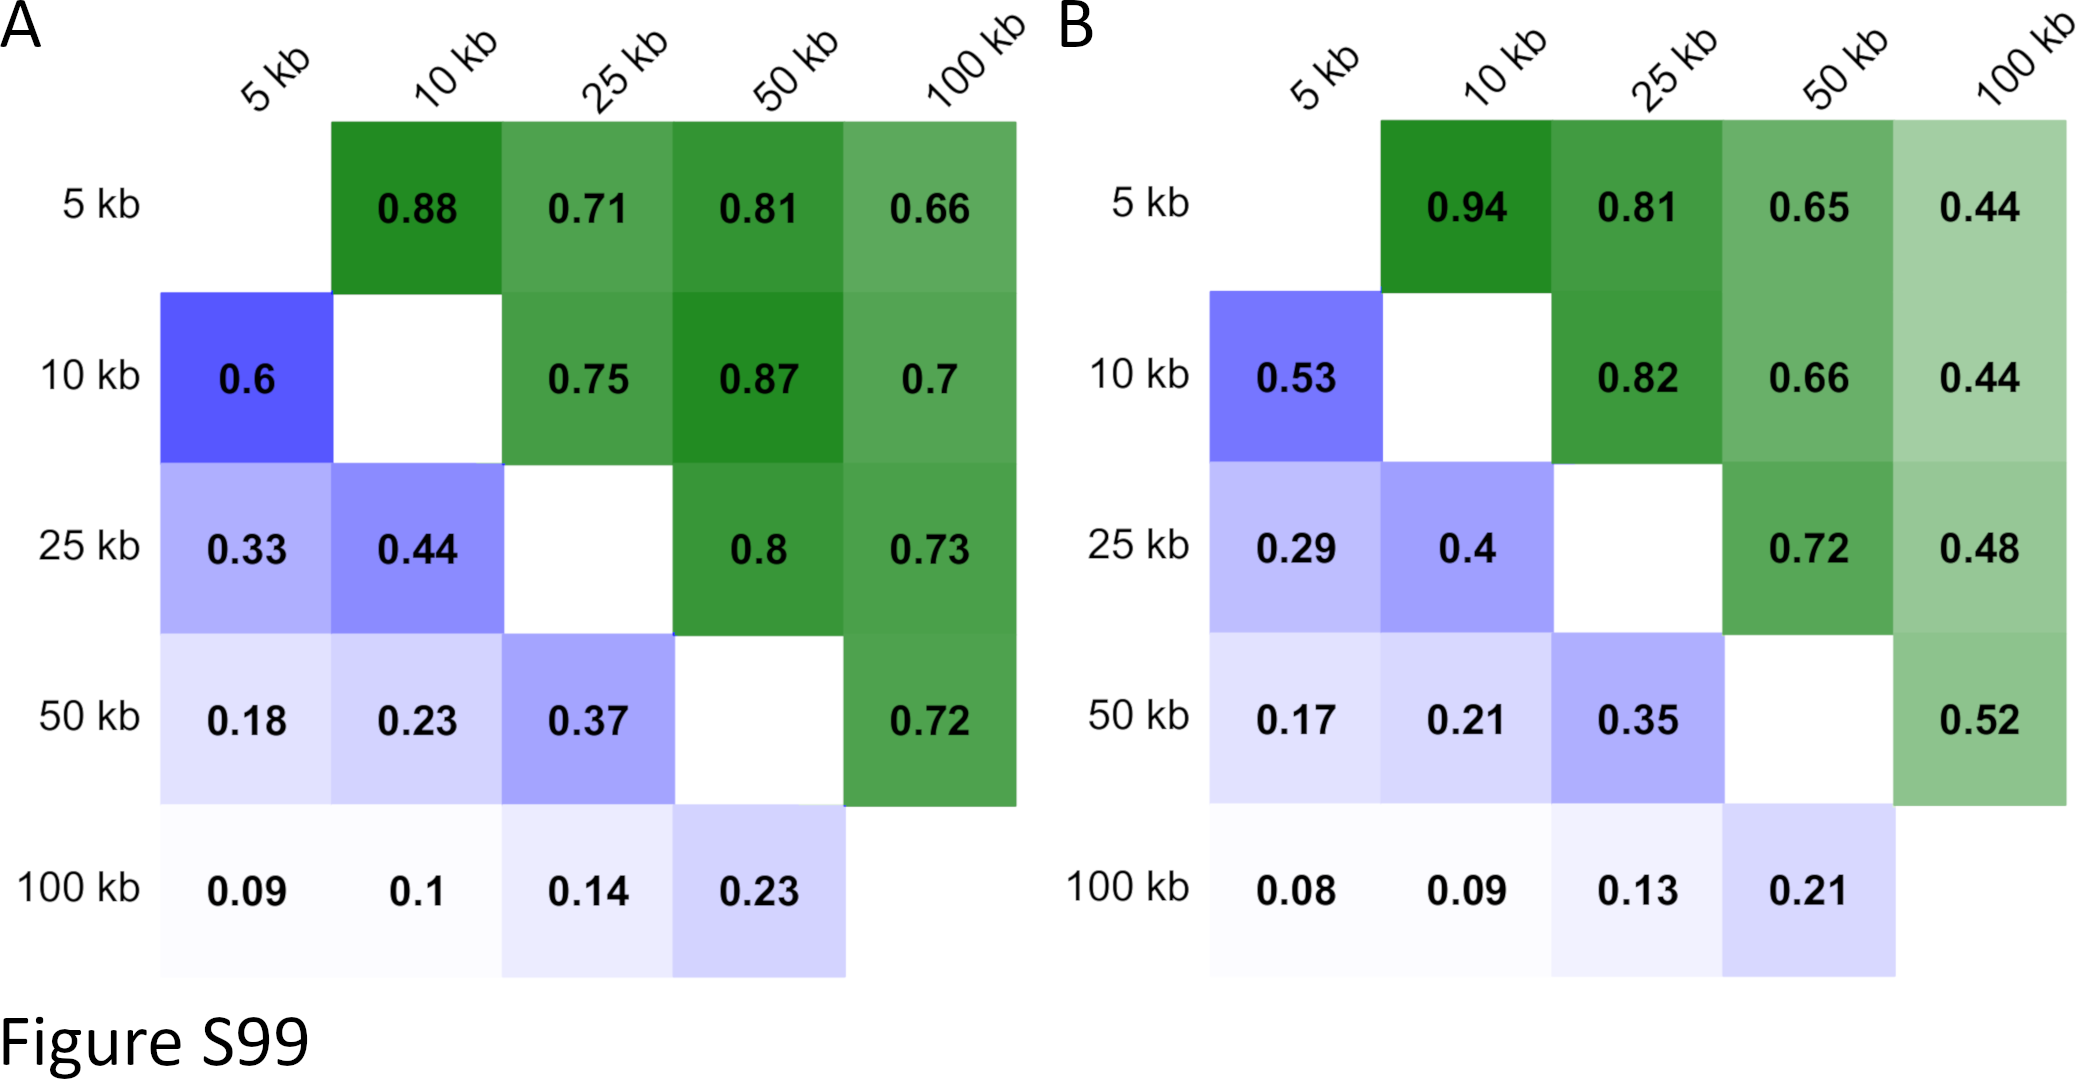 A
5 kb 10 kb 25 kb 50 kb 100 kb
5 kb 0.88 0.71 0.81 0.66
10 kb 0.6 0.75 0.87 0.7
25 kb 0.33 0.44 0.8 0.73
50 kb 0.18 0.23 0.37 0.72
100 kb 0.09 0.1 0.14 0.23
B
5 kb 10 kb 25 kb 50 kb 100 kb
5 kb 0.94 0.81 0.65 0.44
10 kb 0.53 0.82 0.66 0.44
25 kb 0.29 0.4 0.72 0.48
50 kb 0.17 0.21 0.35 0.52
100 kb 0.08 0.09 0.13 0.21
Figure S99